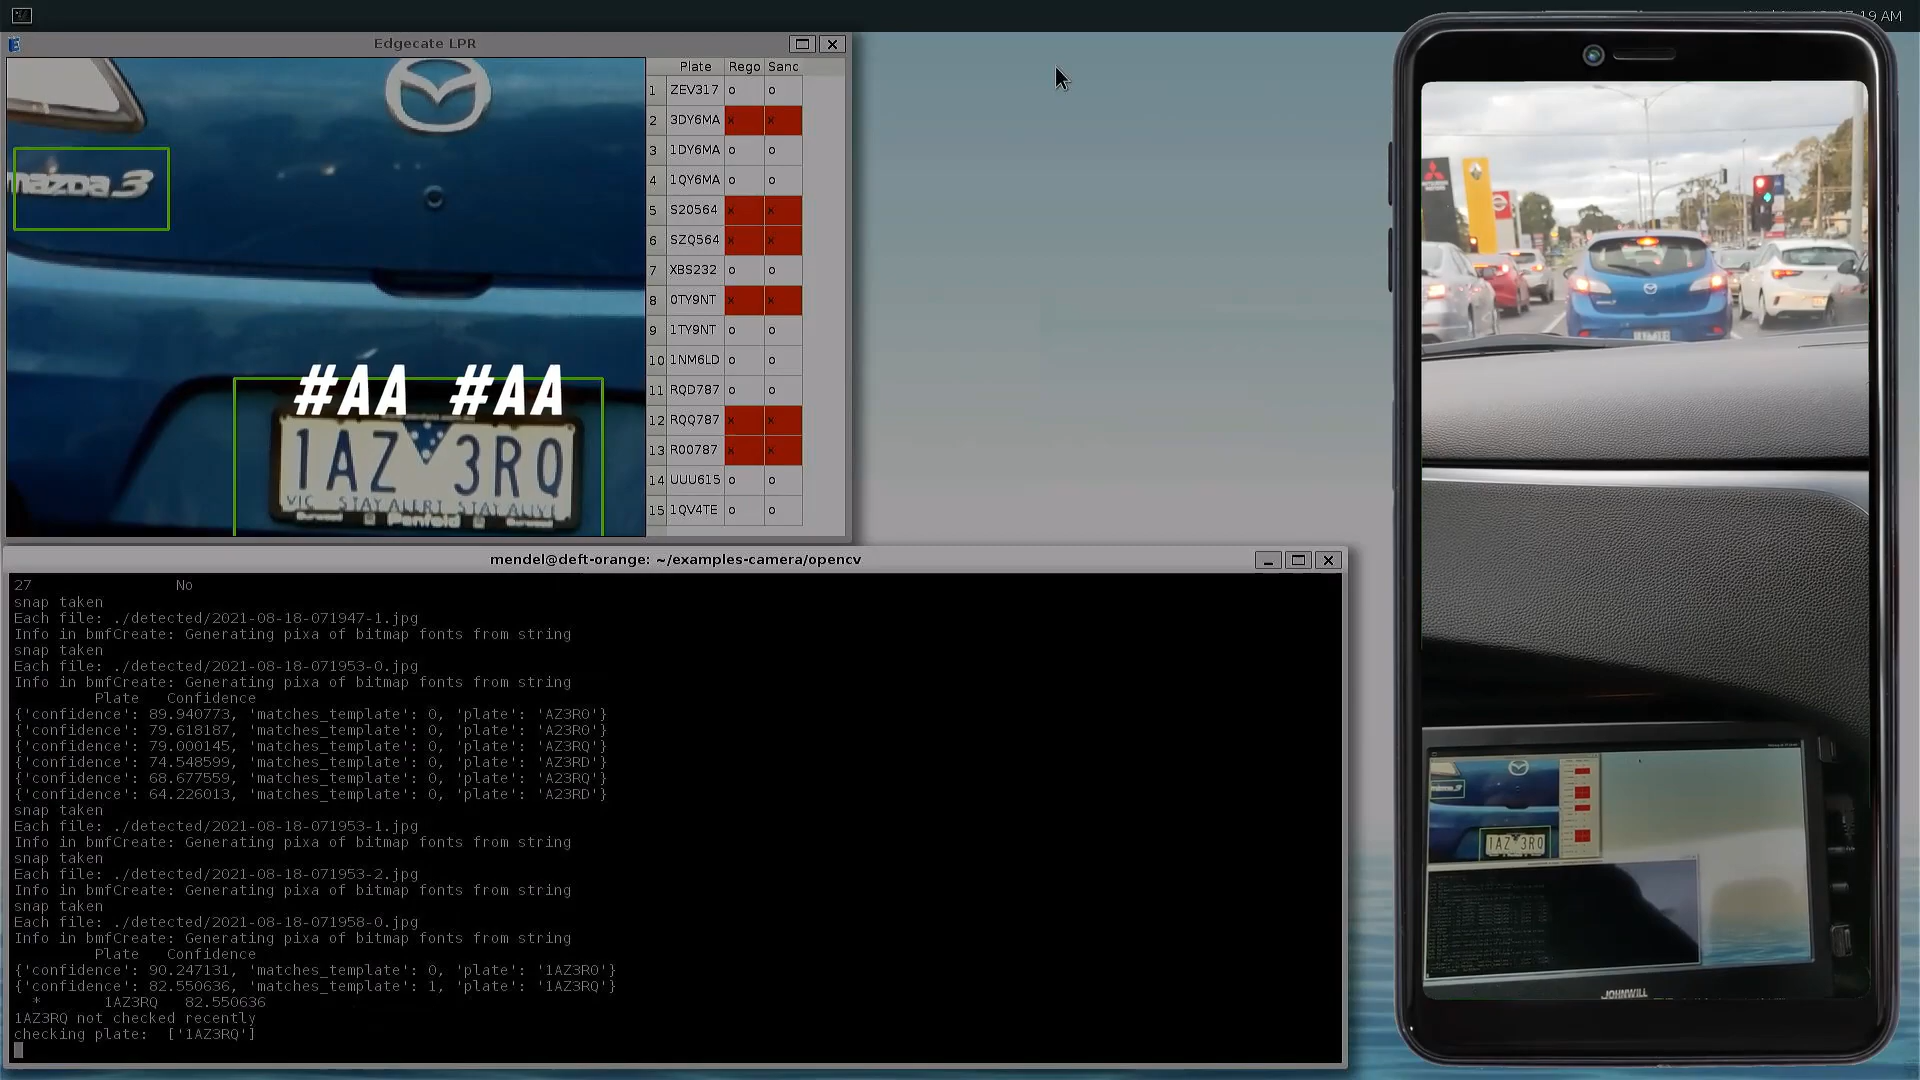 19 AM
Edgecate LPR
Plate Rego Sanc
1 ZEV317 o o
2 3DY6MA x x
3 1DY6MA o o
4 1QY6MA o o
5 S20564 x x
6 SZQ564 x x
7 XBS232 o o
8 0TY9NT x x
9 1TY9NT o o
10 1NM6LD o o
11 RQD787 o o
12 RQQ787 x x
13 R00787 x x
14 UUU615 o o
15 1QV4TE o o
mazda 3
#AA #AA
1AZ 3RQ
VIC STAY ALERT STAY ALIVE
Burwood Penfold Burwood
mendel@deft-orange: ~/examples-camera/opencv
27 No
snap taken
Each file: ./detected/2021-08-18-071947-1.jpg
Info in bmfCreate: Generating pixa of bitmap fonts from string
snap taken
Each file: ./detected/2021-08-18-071953-0.jpg
Info in bmfCreate: Generating pixa of bitmap fonts from string
Plate Confidence
{'confidence': 89.940773, 'matches_template': 0, 'plate': 'AZ3RO'}
{'confidence': 79.618187, 'matches_template': 0, 'plate': 'A23RO'}
{'confidence': 79.000145, 'matches_template': 0, 'plate': 'AZ3RQ'}
{'confidence': 74.548599, 'matches_template': 0, 'plate': 'AZ3RD'}
{'confidence': 68.677559, 'matches_template': 0, 'plate': 'A23RQ'}
{'confidence': 64.226013, 'matches_template': 0, 'plate': 'A23RD'}
snap taken
Each file: ./detected/2021-08-18-071953-1.jpg
Info in bmfCreate: Generating pixa of bitmap fonts from string
snap taken
Each file: ./detected/2021-08-18-071953-2.jpg
Info in bmfCreate: Generating pixa of bitmap fonts from string
snap taken
Each file: ./detected/2021-08-18-071958-0.jpg
Info in bmfCreate: Generating pixa of bitmap fonts from string
Plate Confidence
{'confidence': 90.247131, 'matches_template': 0, 'plate': '1AZ3RO'}
{'confidence': 82.550636, 'matches_template': 1, 'plate': '1AZ3RQ'}
* 1AZ3RQ 82.550636
1AZ3RQ not checked recently
checking plate: ['1AZ3RQ']
mazda 3
1AZ 3RQ
JOHNWILL